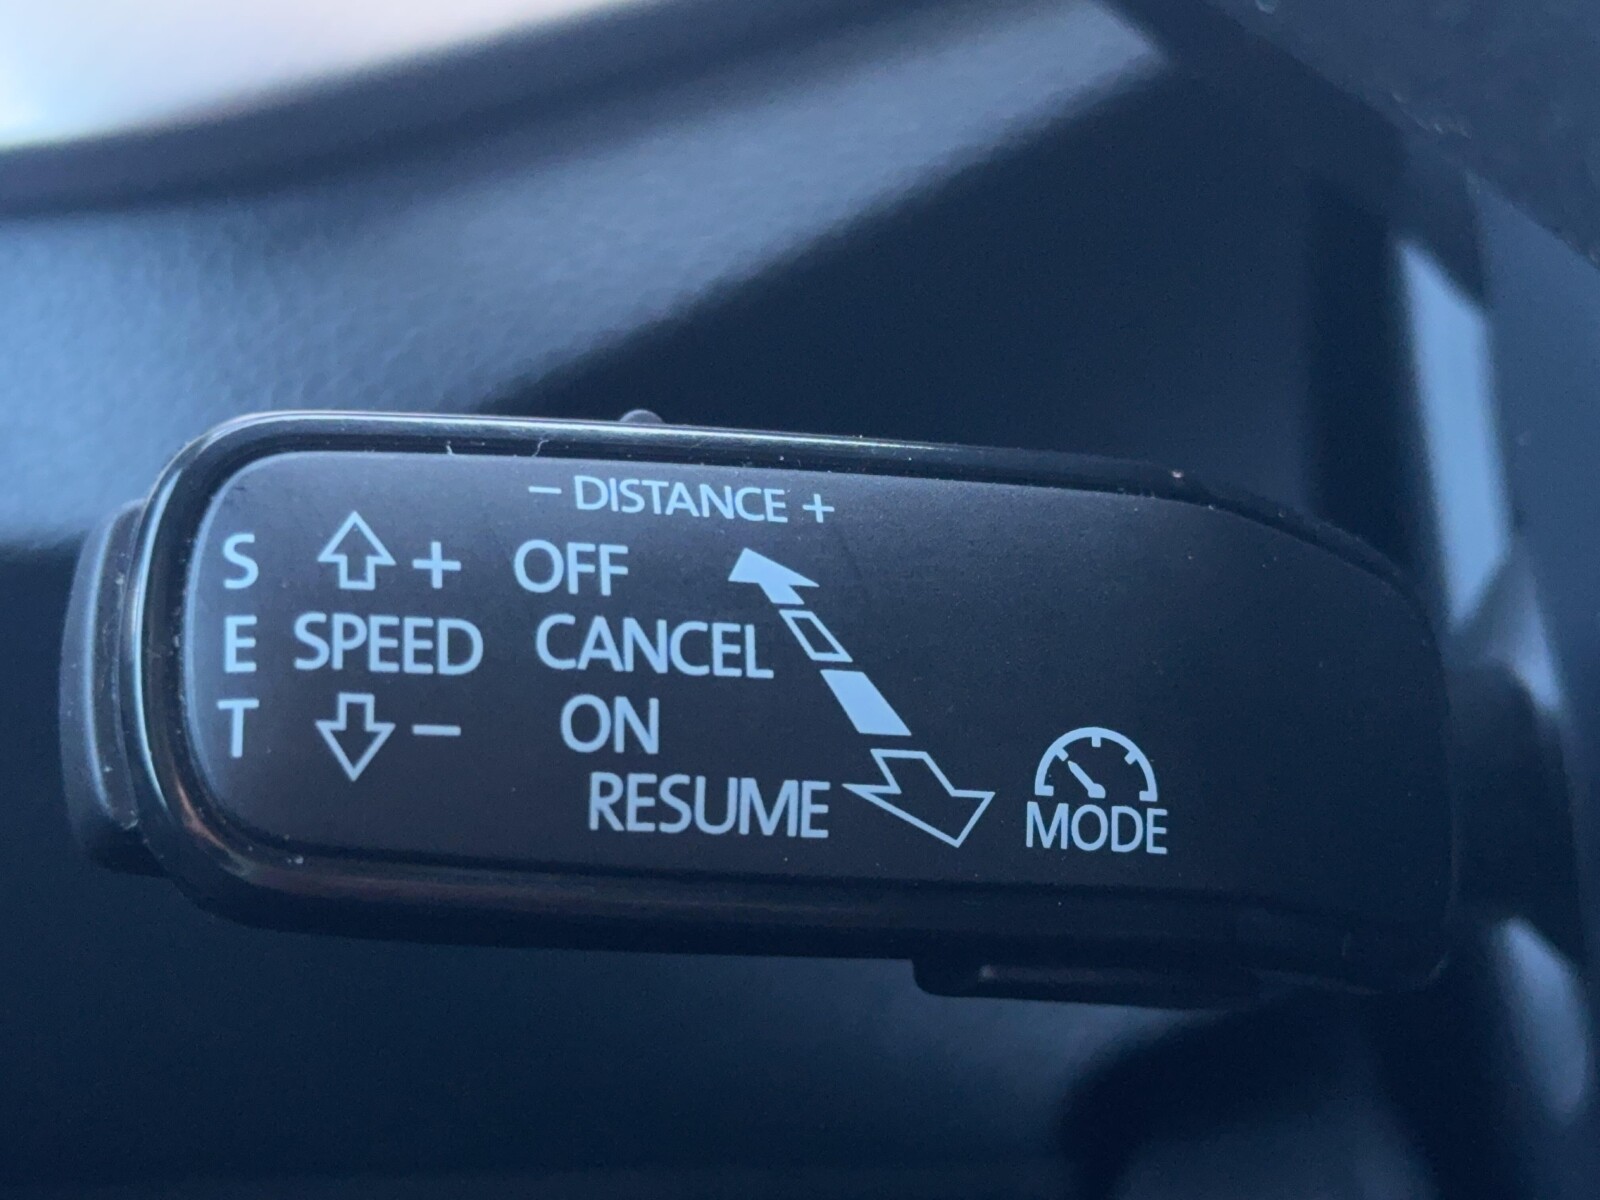 – DISTANCE +
S + OFF
E SPEED CANCEL
T – ON
RESUME
MODE